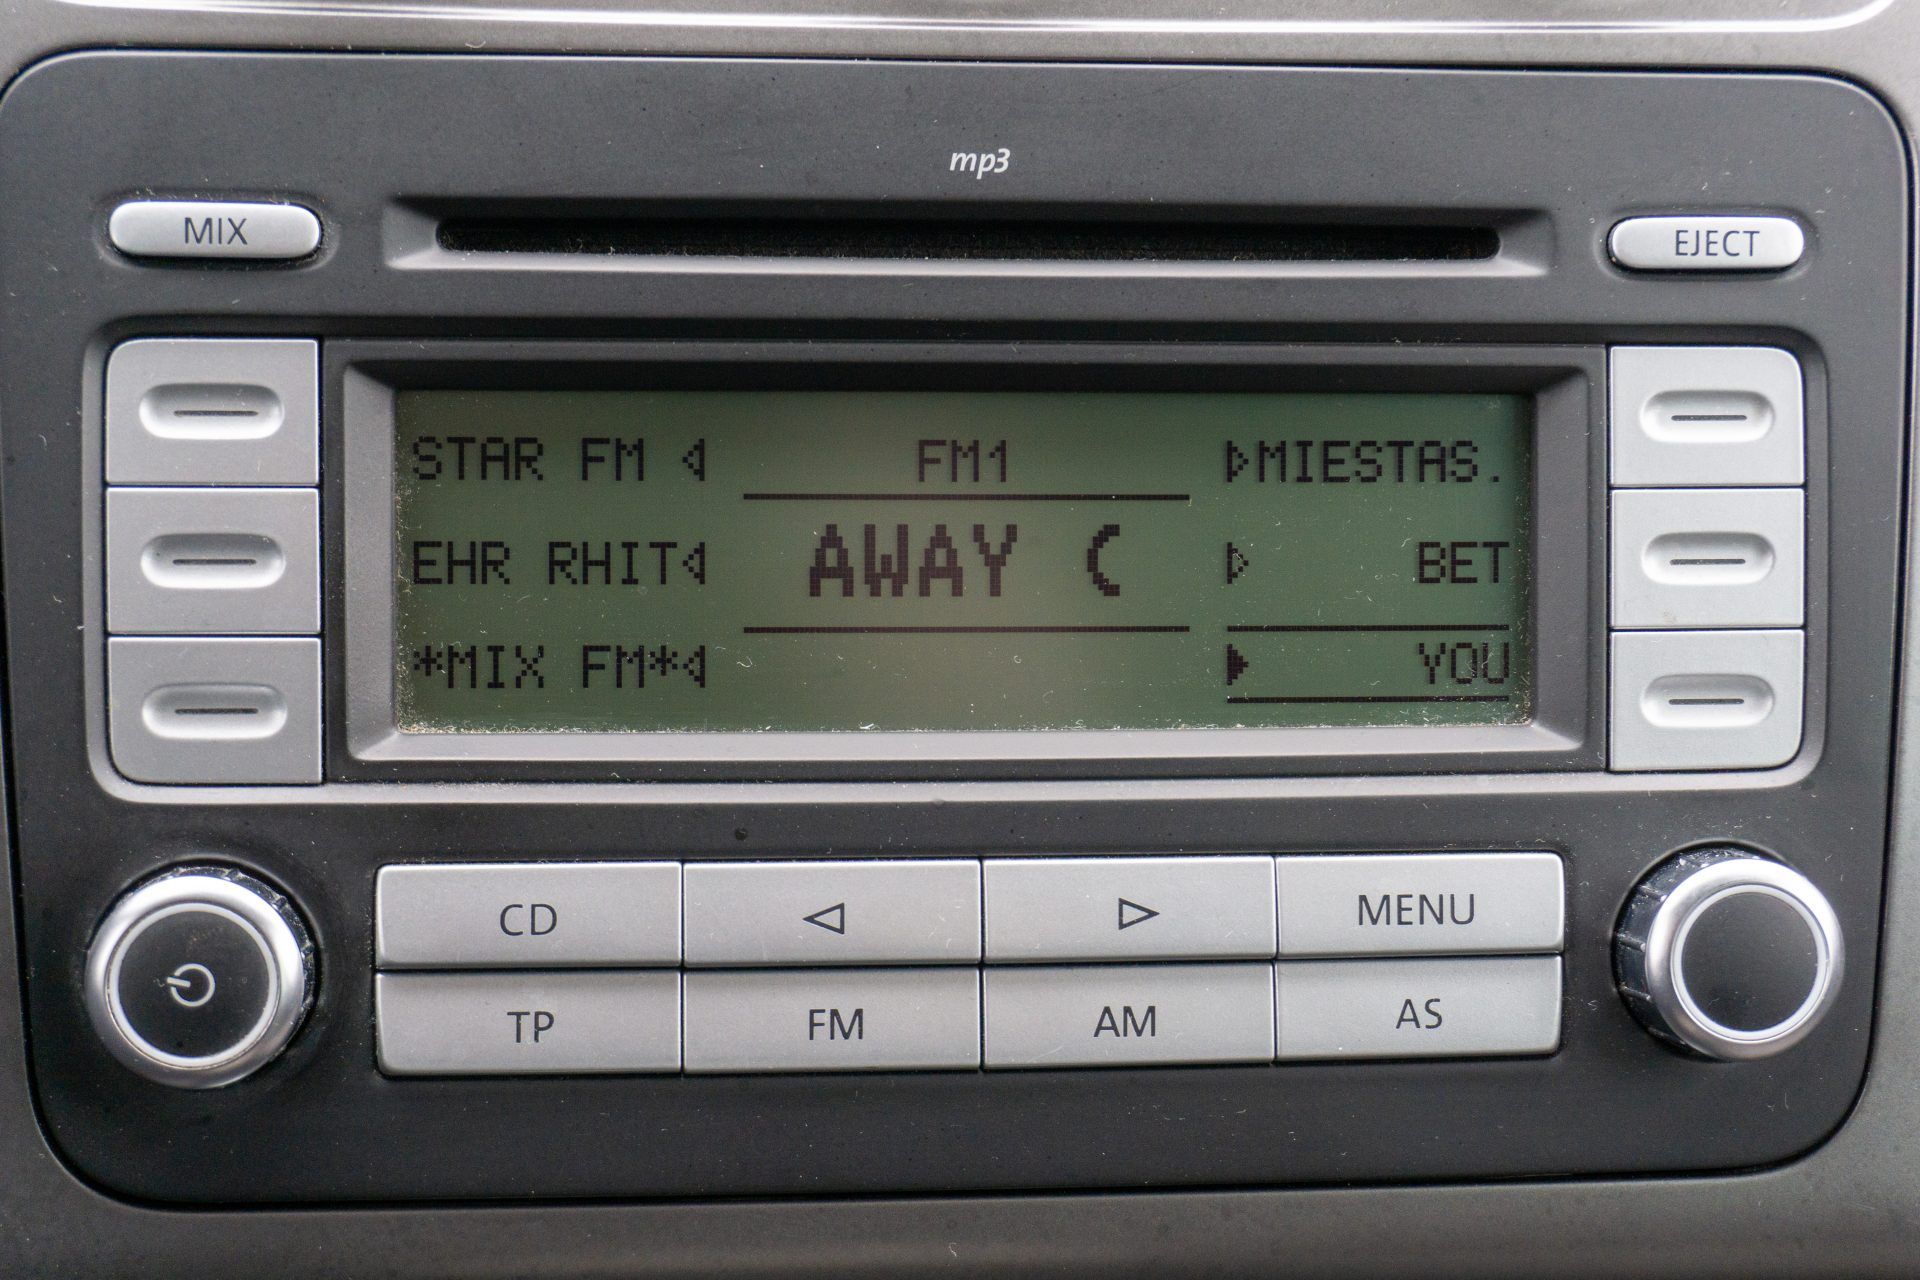 mp3
MIX
EJECT
STAR FM FM1 MIESTAS.
EHR RHIT AWAY ( BET
*MIX FM* YOU
CD MENU
TP FM AM AS